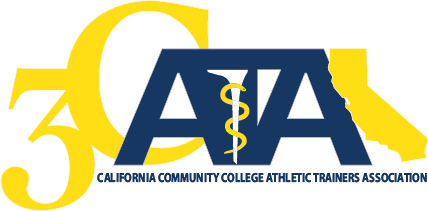 3CATA
CALIFORNIA COMMUNITY COLLEGE ATHLETIC TRAINERS ASSOCIATION